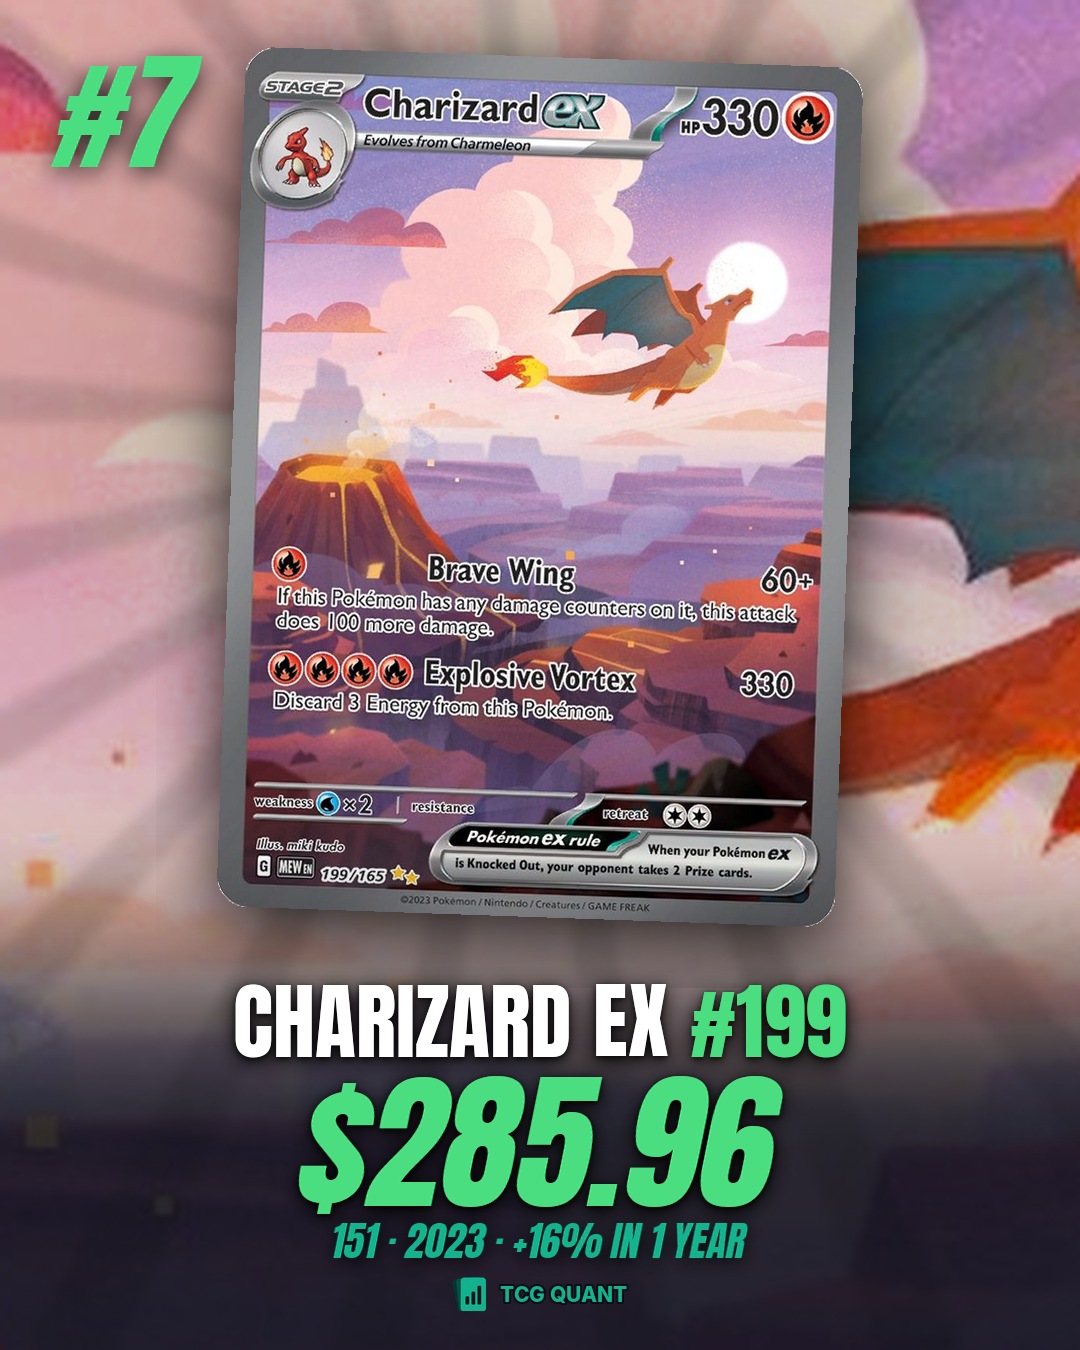 #7
STAGE2
Charizard ex
HP 330
Evolves from Charmeleon
Brave Wing 60+
If this Pokémon has any damage counters on it, this attack
does 100 more damage.
Explosive Vortex 330
Discard 3 Energy from this Pokémon.
weakness ×2 resistance retreat
Illus. miki kudo
Pokémon ex rule
When your Pokémon ex
is Knocked Out, your opponent takes 2 Prize cards.
G MEW EN 199/165
©2023 Pokémon / Nintendo / Creatures / GAME FREAK
CHARIZARD EX #199
$285.96
151 · 2023 · +16% IN 1 YEAR
TCG QUANT